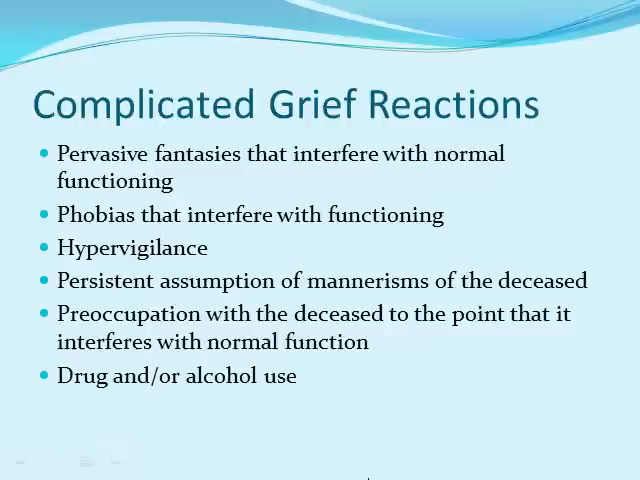 Complicated Grief Reactions
• Pervasive fantasies that interfere with normal
functioning
• Phobias that interfere with functioning
• Hypervigilance
• Persistent assumption of mannerisms of the deceased
• Preoccupation with the deceased to the point that it
interferes with normal function
• Drug and/or alcohol use